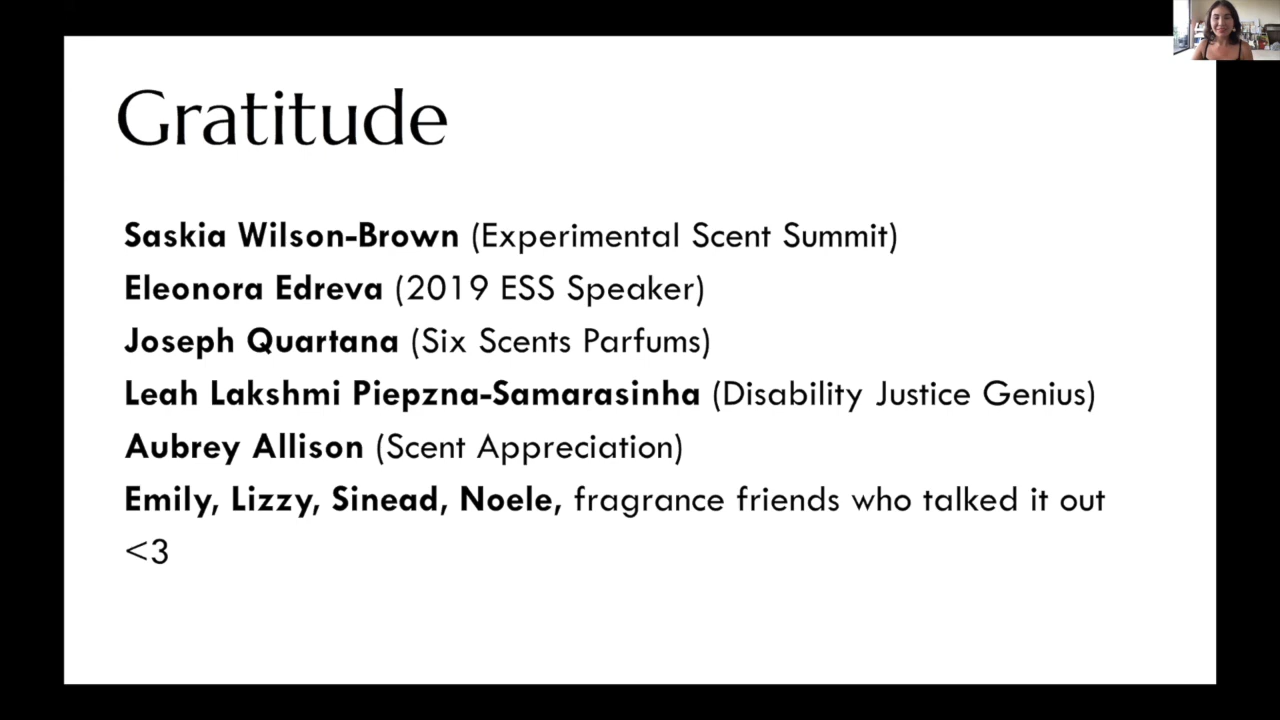 Gratitude
Saskia Wilson-Brown (Experimental Scent Summit)
Eleonora Edreva (2019 ESS Speaker)
Joseph Quartana (Six Scents Parfums)
Leah Lakshmi Piepzna-Samarasinha (Disability Justice Genius)
Aubrey Allison (Scent Appreciation)
Emily, Lizzy, Sinead, Noele, fragrance friends who talked it out
<3